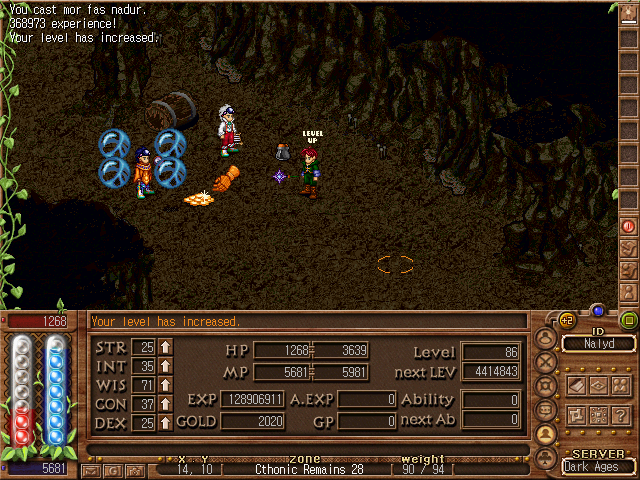 You cast mor fas nadur.
368973 experience!
Your level has increased.
LEVEL
UP
1268
Your level has increased.
+2
ID
Nalyd
STR 25 HP 1268 3639 Level 86
INT 35 MP 5681 5981 next LEV 4414843
WIS 71
CON 37 EXP 128906911 A.EXP 0 Ability 0
DEX 25 GOLD 2020 GP 0 next Ab 0
5681
G
x . y zone weight
14, 10 Cthonic Remains 28 90 / 94
?
SERVER
Dark Ages